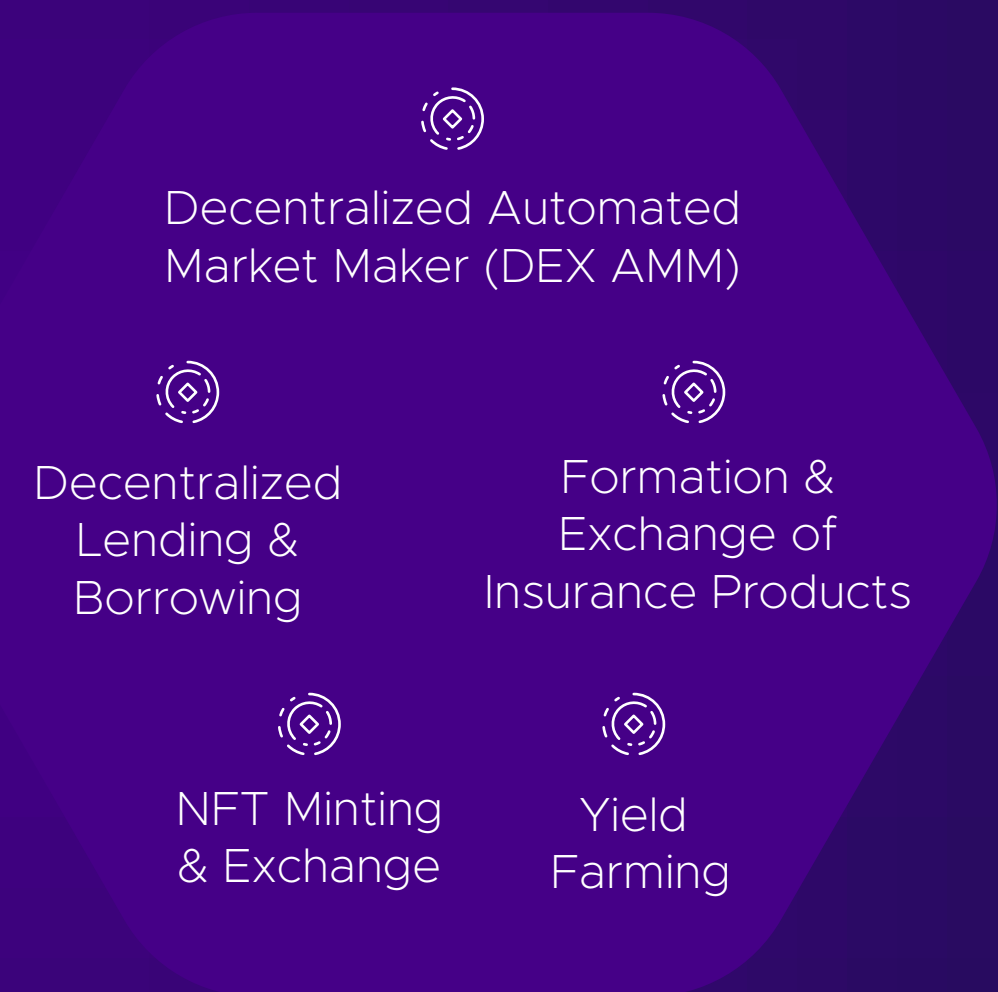 Decentralized Automated
Market Maker (DEX AMM)
Decentralized
Lending &
Borrowing
Formation &
Exchange of
Insurance Products
NFT Minting
& Exchange
Yield
Farming